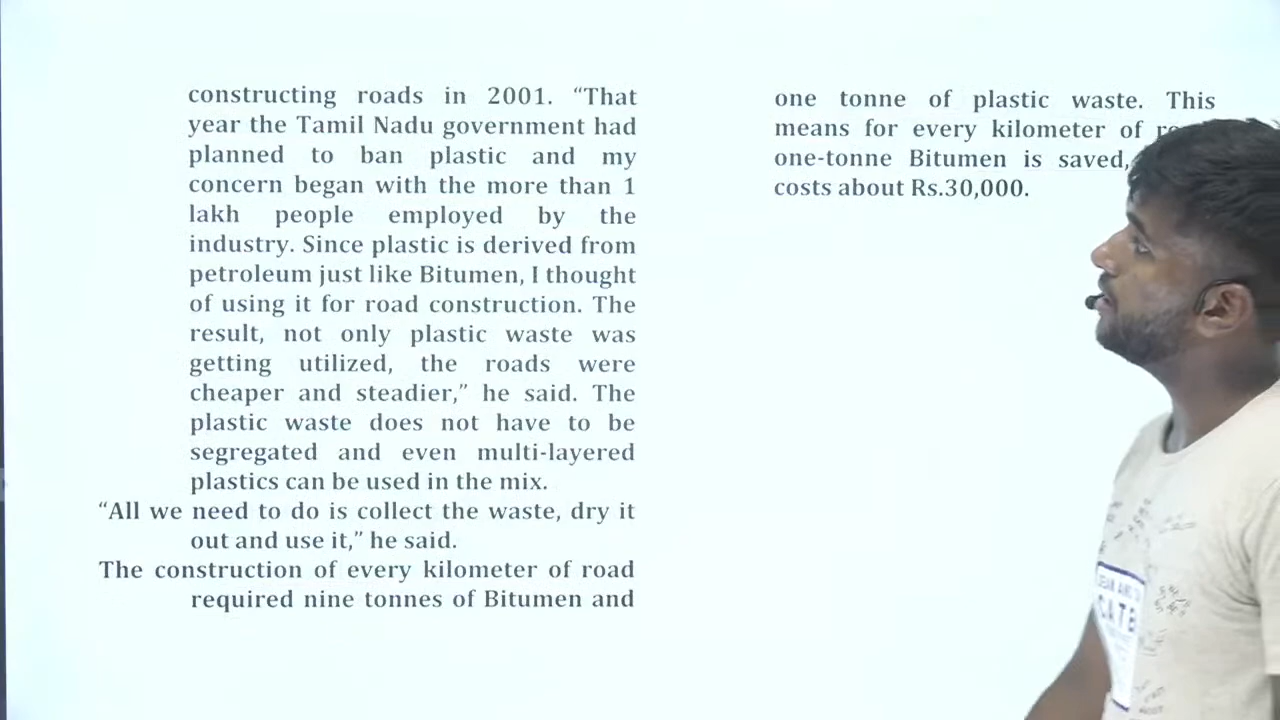 constructing roads in 2001. “That
year the Tamil Nadu government had
planned to ban plastic and my
concern began with the more than 1
lakh people employed by the
industry. Since plastic is derived from
petroleum just like Bitumen, I thought
of using it for road construction. The
result, not only plastic waste was
getting utilized, the roads were
cheaper and steadier,” he said. The
plastic waste does not have to be
segregated and even multi-layered
plastics can be used in the mix.
“All we need to do is collect the waste, dry it
out and use it,” he said.
The construction of every kilometer of road
required nine tonnes of Bitumen and
one tonne of plastic waste. This
means for every kilometer of
one-tonne Bitumen is saved,
costs about Rs.30,000.